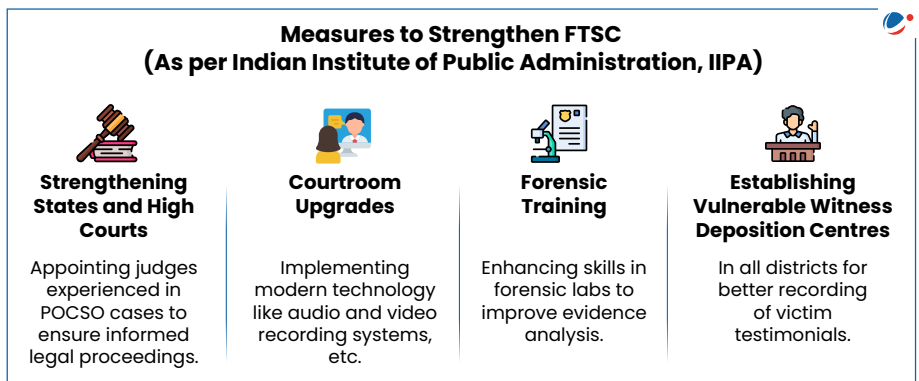 Measures to Strengthen FTSC
(As per Indian Institute of Public Administration, IIPA)
Strengthening
States and High
Courts
Appointing judges
experienced in
POCSO cases to
ensure informed
legal proceedings.
Courtroom
Upgrades
Implementing
modern technology
like audio and video
recording systems,
etc.
Forensic
Training
Enhancing skills in
forensic labs to
improve evidence
analysis.
Establishing
Vulnerable Witness
Deposition Centres
In all districts for
better recording
of victim
testimonials.